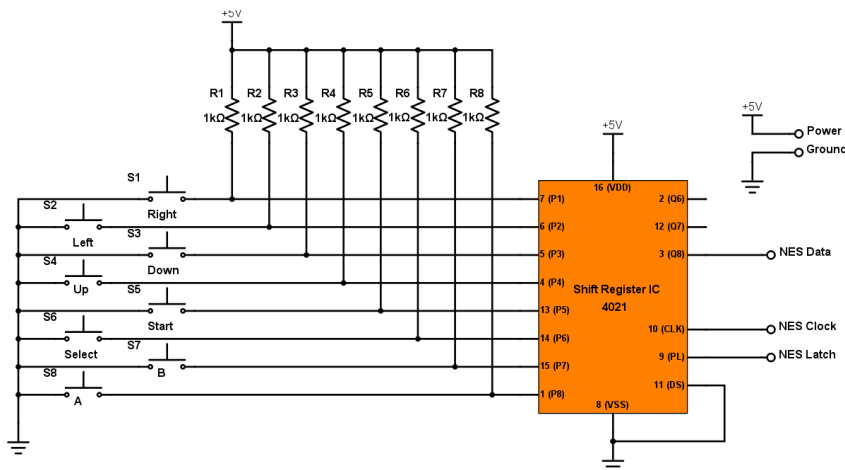 +5V
R1 R2 R3 R4 R5 R6 R7 R8
1kΩ 1kΩ 1kΩ 1kΩ 1kΩ 1kΩ 1kΩ 1kΩ
+5V
+5V
Power
Ground
S1
Right
S2
Left
S3
Down
S4
Up
S5
Start
S6
Select
S7
B
S8
A
16 (VDD)
7 (P1)
6 (P2)
5 (P3)
4 (P4)
13 (P5)
14 (P6)
15 (P7)
1 (P8)
Shift Register IC
4021
2 (Q6)
12 (Q7)
3 (Q8)
10 (CLK)
9 (PL)
11 (DS)
8 (VSS)
NES Data
NES Clock
NES Latch